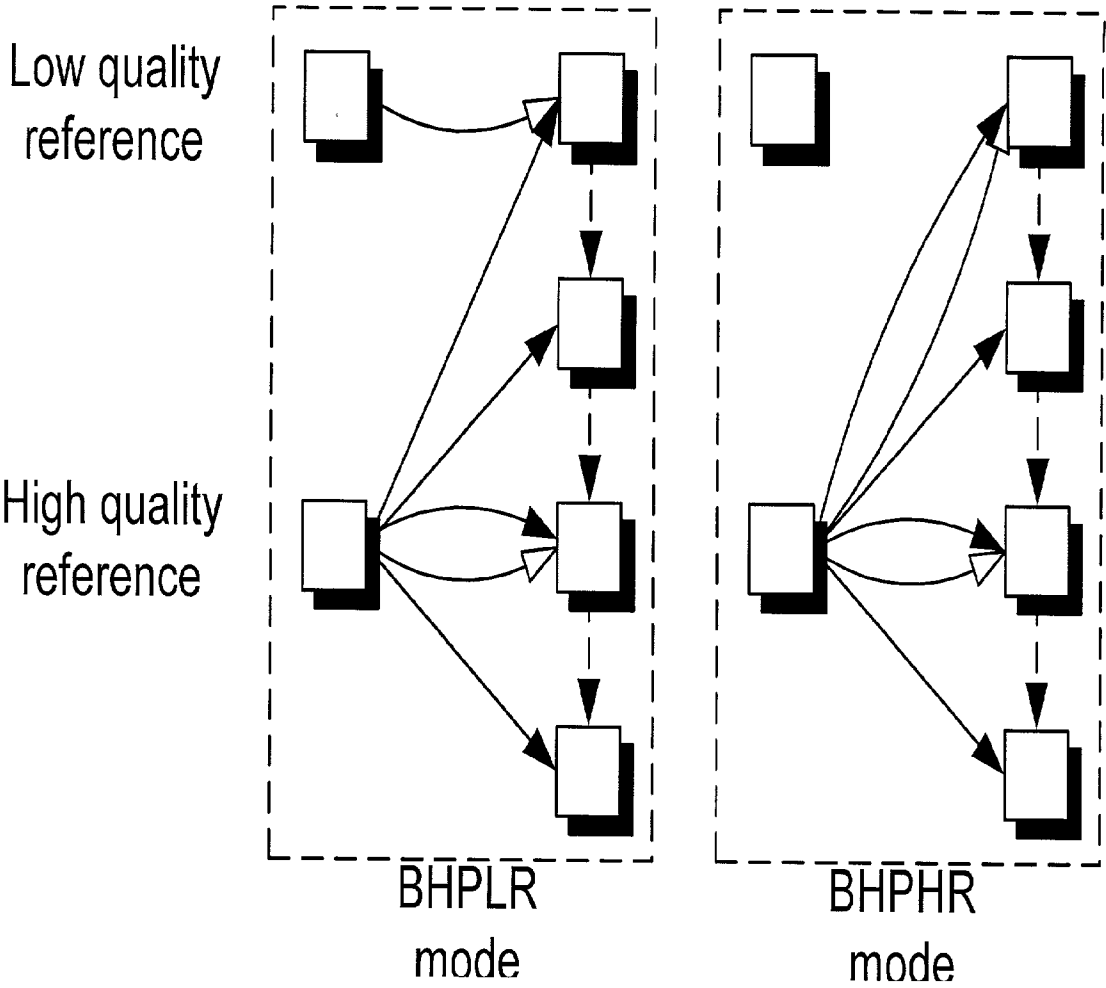 Low quality
reference
High quality
reference
BHPLR
mode
BHPHR
mode